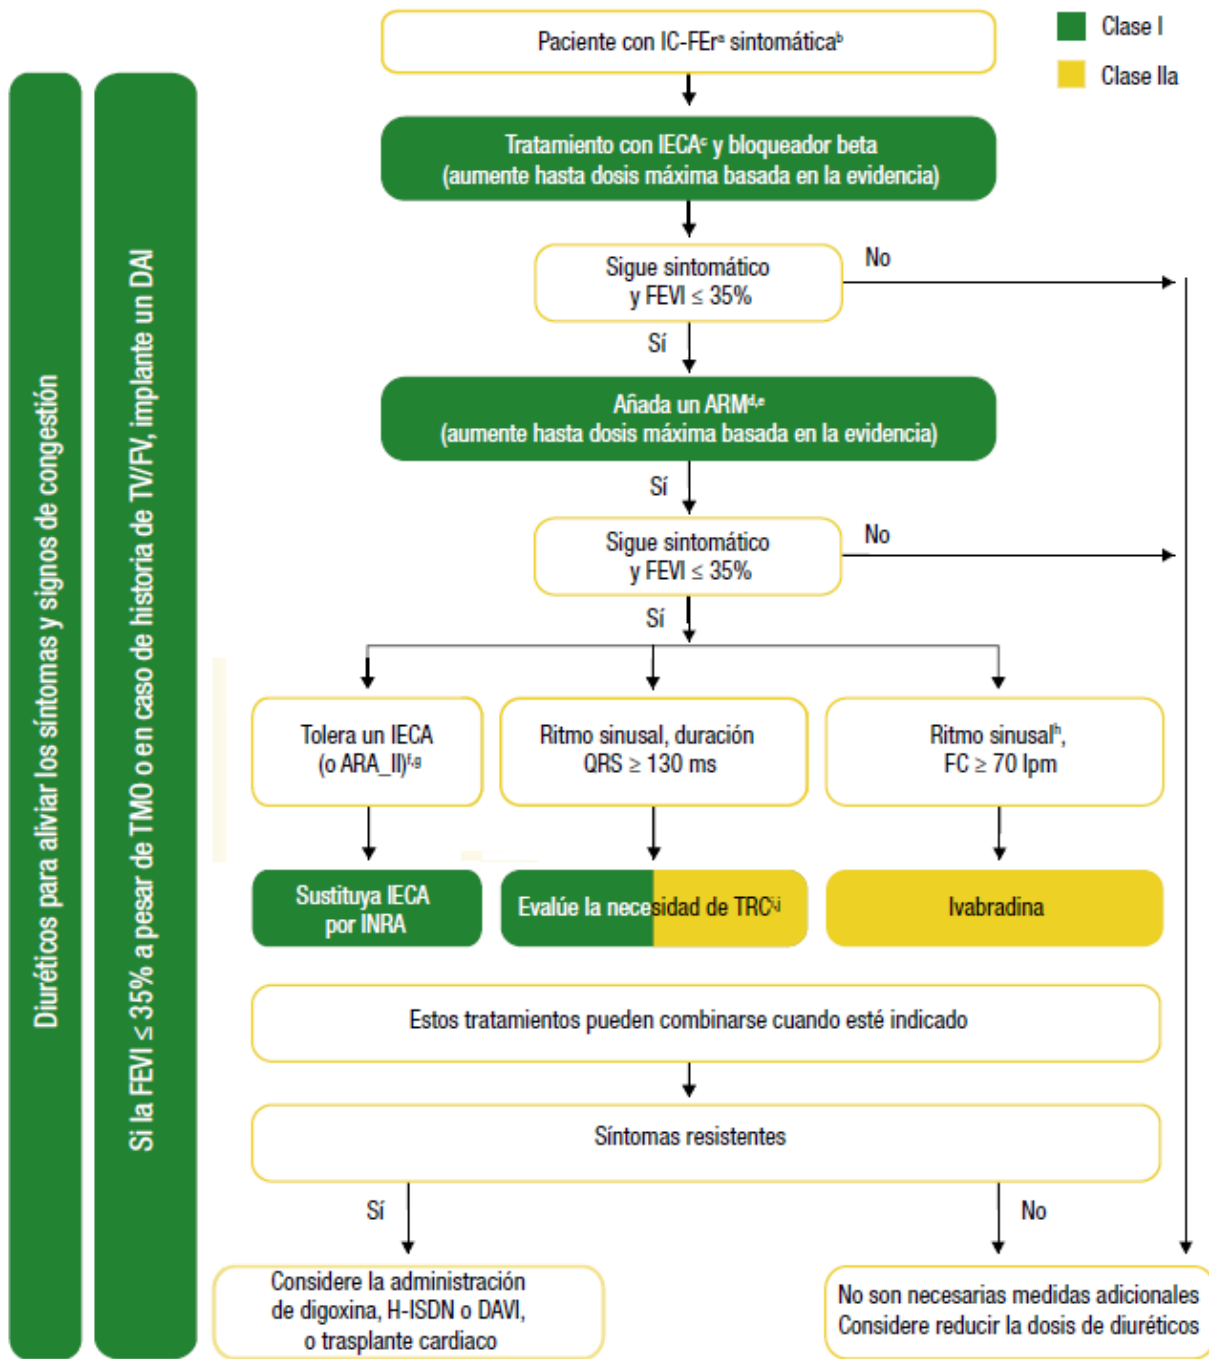 Paciente con IC-FErᵃ sintomáticaᵇ
Clase I
Clase IIa
Tratamiento con IECAᶜ y bloqueador beta
(aumente hasta dosis máxima basada en la evidencia)
Sigue sintomático
y FEVI ≤ 35%
No
Sí
Añada un ARMᵈ,ᵉ
(aumente hasta dosis máxima basada en la evidencia)
Sí
Sigue sintomático
y FEVI ≤ 35%
No
Sí
Tolera un IECA
(o ARA_II)ᶠ,ᵍ
Ritmo sinusal, duración
QRS ≥ 130 ms
Ritmo sinusalʰ,
FC ≥ 70 lpm
Sustituya IECA
por INRA
Evalúe la necesidad de TRCⁱ,ʲ
Ivabradina
Estos tratamientos pueden combinarse cuando esté indicado
Síntomas resistentes
Sí
No
Considere la administración
de digoxina, H-ISDN o DAVI,
o trasplante cardiaco
No son necesarias medidas adicionales
Considere reducir la dosis de diuréticos
Diuréticos para aliviar los síntomas y signos de congestión
Si la FEVI ≤ 35% a pesar de TMO o en caso de historia de TV/FV, implante un DAI